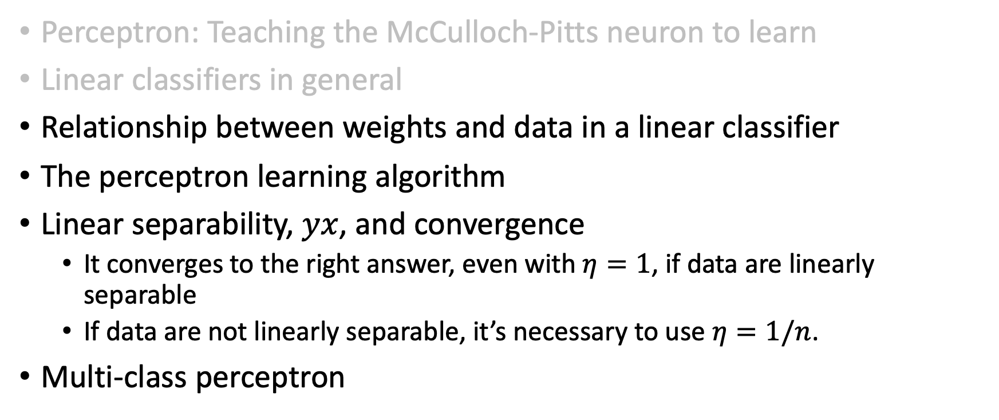 • Perceptron: Teaching the McCulloch-Pitts neuron to learn
• Linear classifiers in general
• Relationship between weights and data in a linear classifier
• The perceptron learning algorithm
• Linear separability, 𝑦𝑥, and convergence
• It converges to the right answer, even with 𝜂 = 1, if data are linearly
separable
• If data are not linearly separable, it’s necessary to use 𝜂 = 1/𝑛.
• Multi-class perceptron